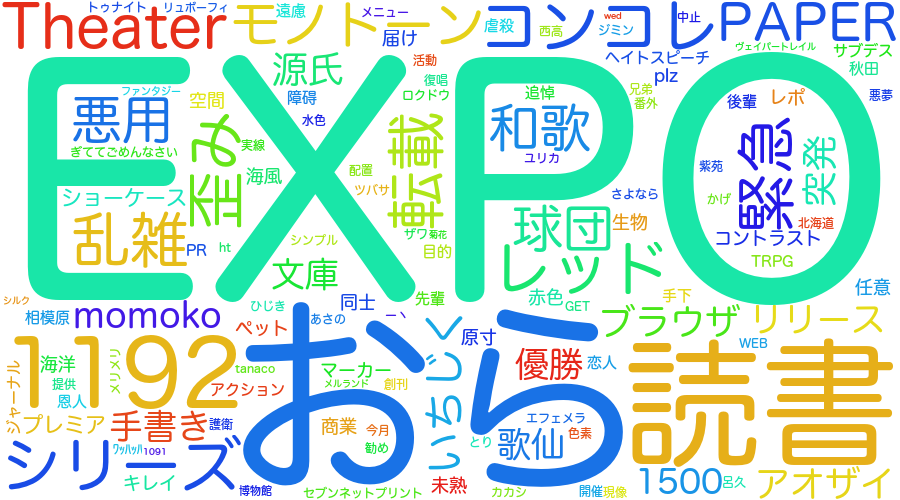 Theater
トゥナイト
リュボーフィ
モノトーン
遠慮
メニュー
届け
虐殺
コンコレ
西高
wed
ジミン
中止
PAPER
ヘイトスピーチ
plz
ヴェイパートレイル
サブデス
秋田
EXPO
ファンタジー
悪用
空間
源氏
障碍
活動
復唱
ロクドウ
追悼
兄弟
番外
後輩
レポ
悪夢
ぎててごめんなさい
歪み
実線
水色
転載
和歌
ユリカ
緊急
突発
ショーケース
海風
配置
ツバサ
紫苑
さよなら
かげ
北海道
乱雑
PR
ht
シンプル
ザワ
菊花
目的
球団
生物
コントラスト
TRPG
文庫
レッド
任意
シルク
相模原
momoko
ひじき
同士
先輩
赤色
GET
手下
あさの
ペット
おら
いちじく
原寸
ブラウザ
リリース
WEB
1192
ジャーナル
海洋
提供
恩人
メリメリ
tanaco
アクション
マーカー
メルランド
創刊
優勝
恋人
読書
プレミア
手書き
護衛
商業
今月
勧め
エフェメラ
とり
歌仙
色素
シリーズ
ワッハッハ
1091
キレイ
博物館
セブンネットプリント
未熟
カカシ
開催
現像
1500
呂久
アオザイ